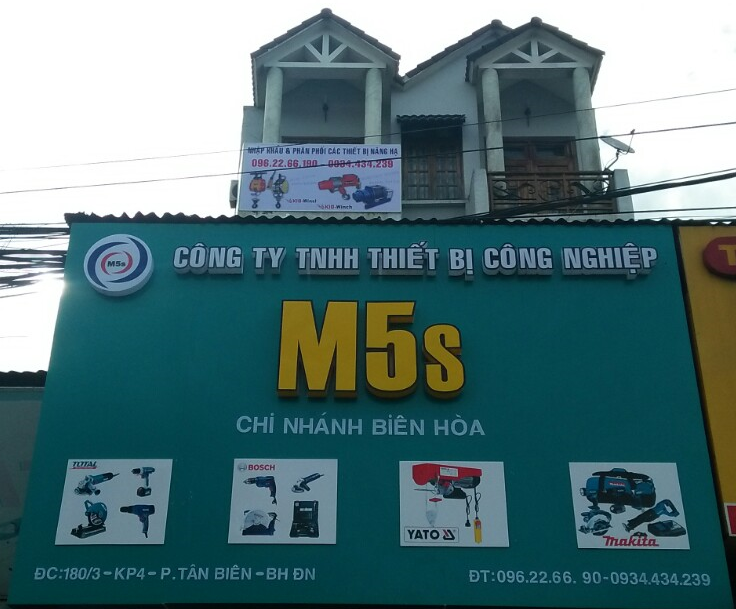 NHẬP KHẨU & PHÂN PHỐI CÁC THIẾT BỊ NÂNG HẠ
096.22.66.190 - 0934.434.239
M5s
CÔNG TY TNHH THIẾT BỊ CÔNG NGHIỆP
M5s
CHI NHÁNH BIÊN HÒA
TOTAL
BOSCH
YATO
makita
ĐC:180/3-KP4-P.TÂN BIÊN-BH ĐN
ĐT:096.22.66. 90-0934.434.239